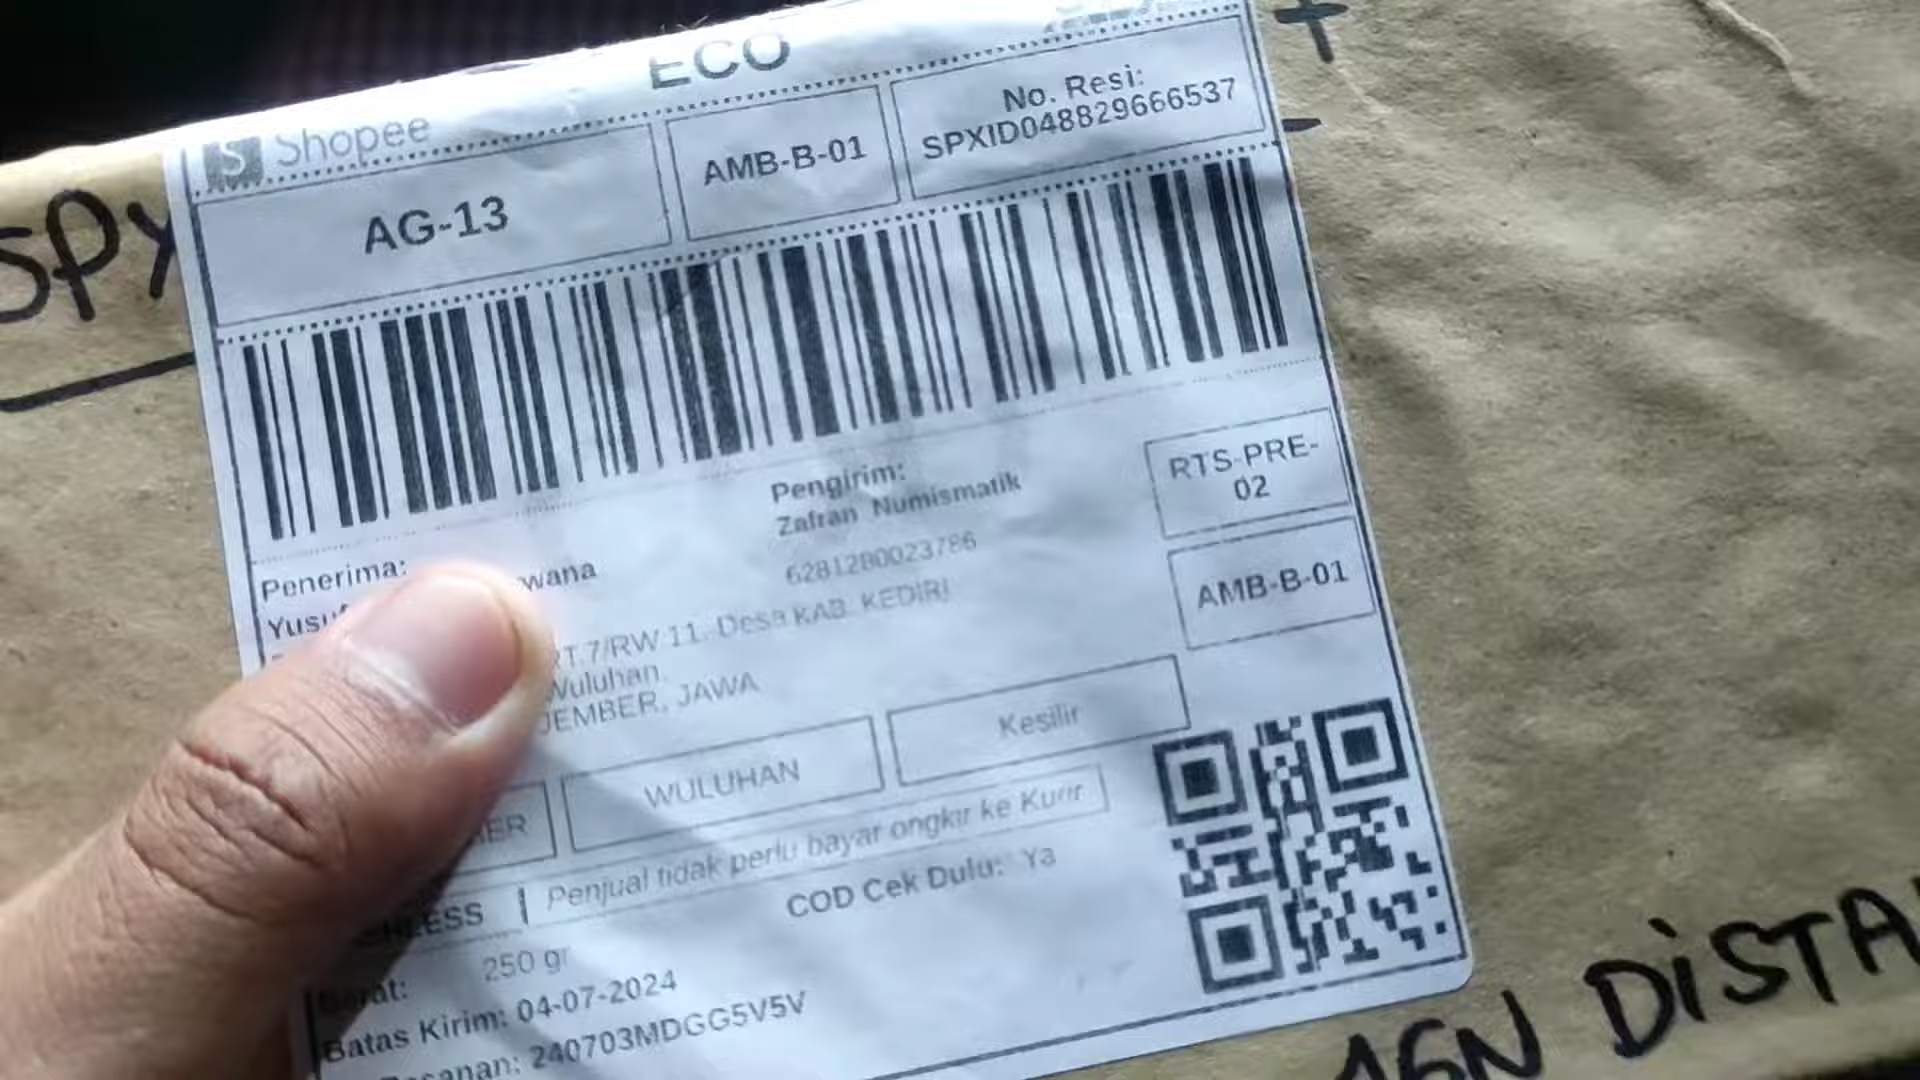 ECO
Shopee
AG-13
AMB-B-01
No. Resi:
SPXID048829666537
SPX
Penerima:
wana
Pengirim:
Zafran Numismatik
6281280023786
RT.7/RW 11, Desa
Wuluhan,
JEMBER, JAWA
KAB. KEDIRI
RTS-PRE-
02
AMB-B-01
WULUHAN
Kesilir
Penjual tidak perlu bayar ongkir ke Kurir
COD Cek Dulu: Ya
250 gr
Batas Kirim: 04-07-2024
240703MDGG5V5V